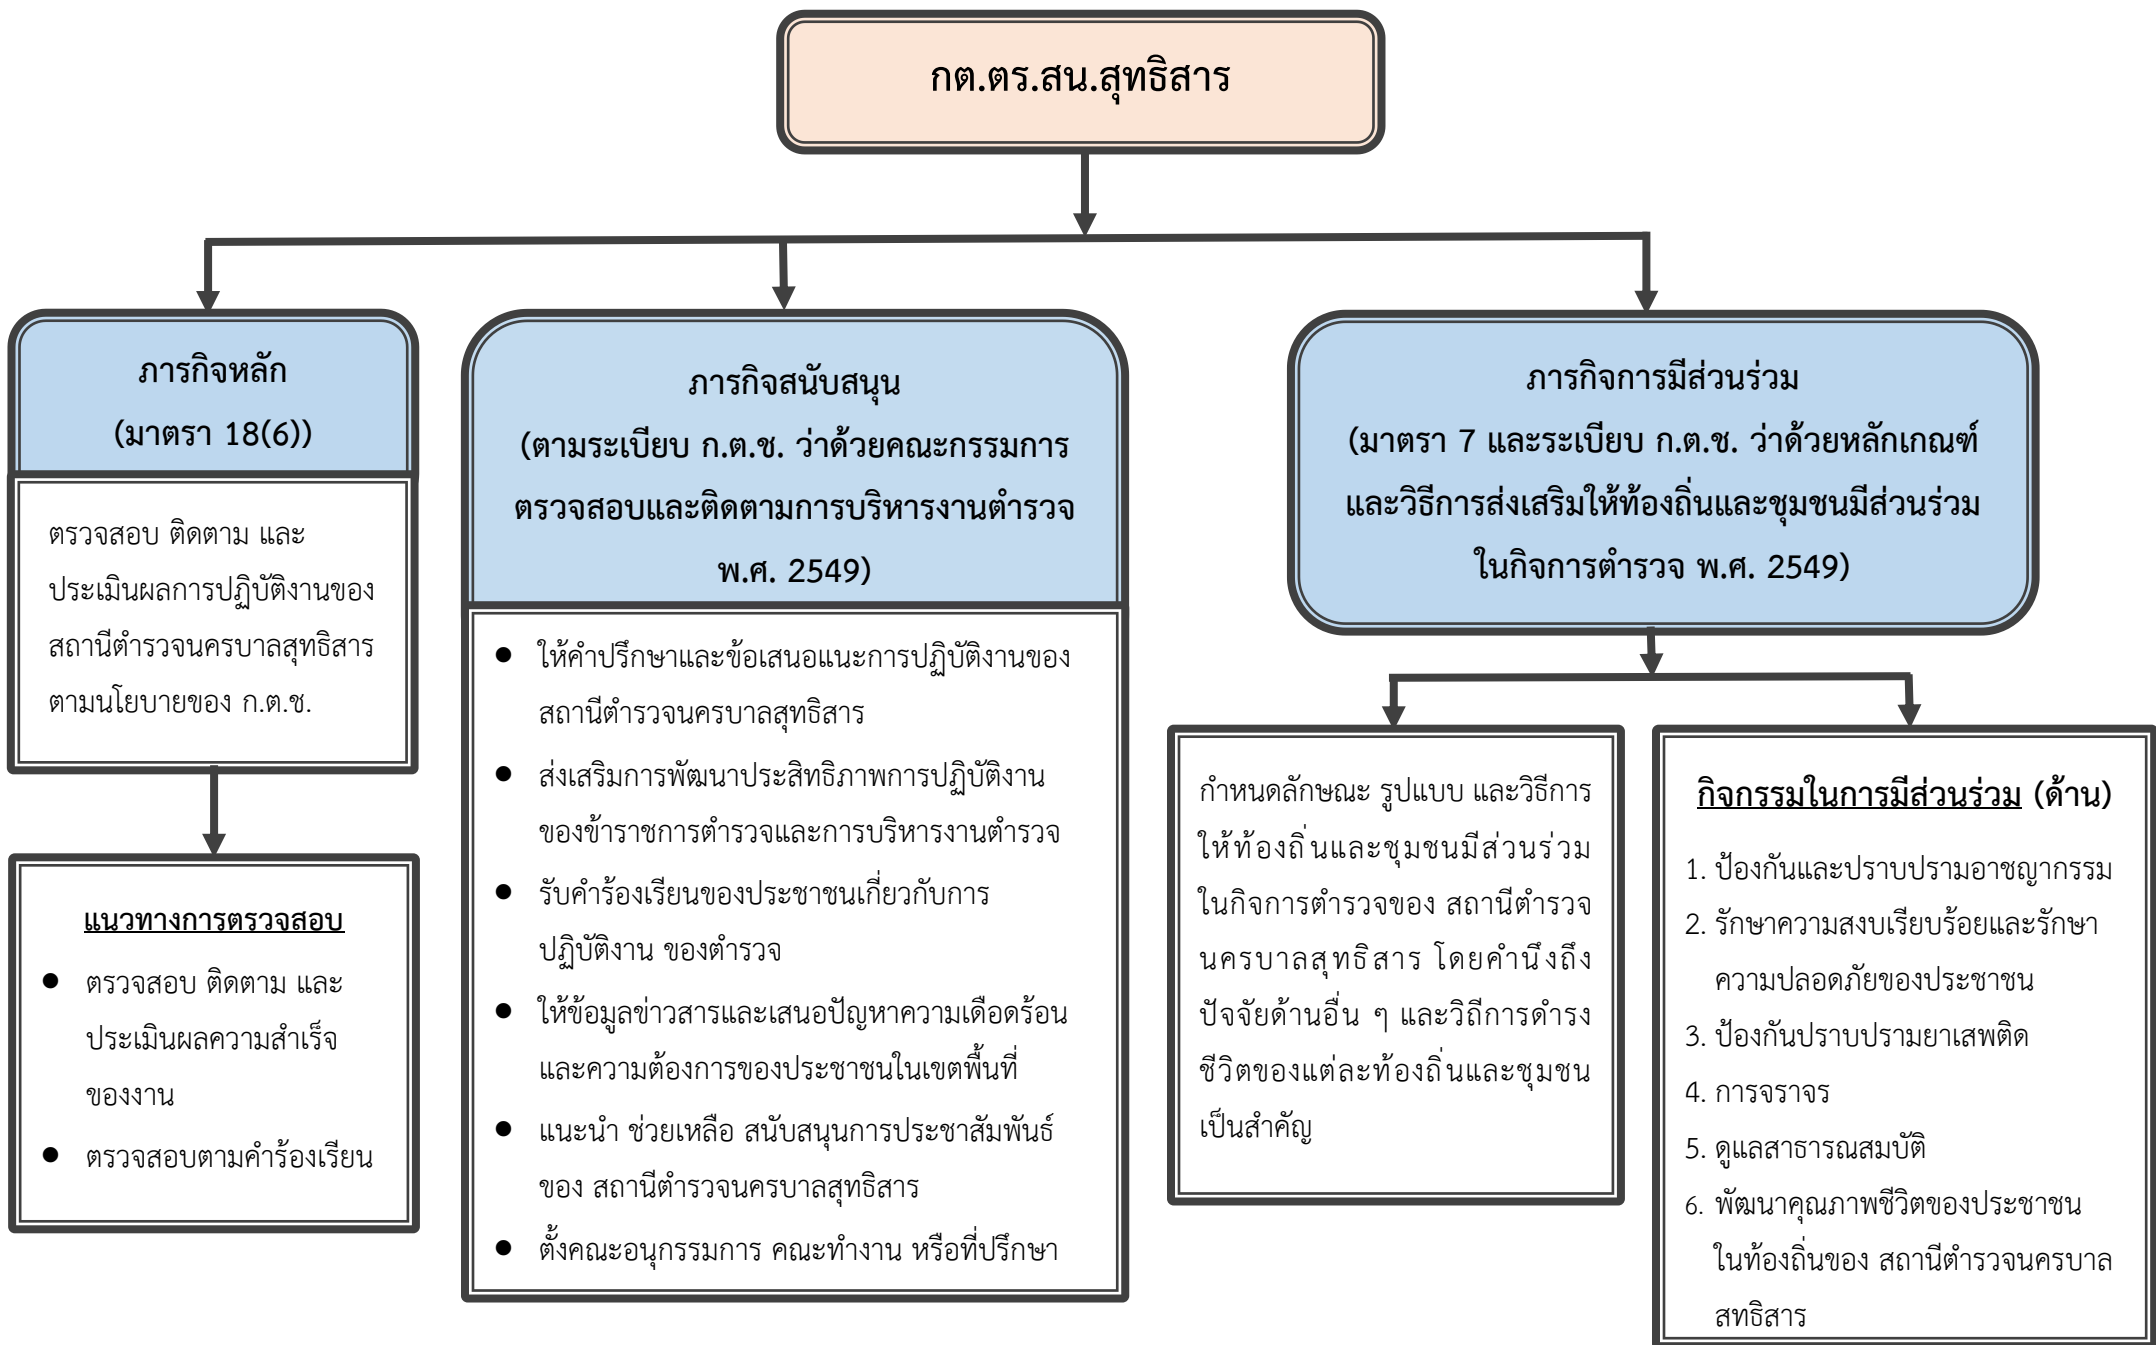 กต.ตร.สน.สุทธิสาร
ภารกิจหลัก
(มาตรา 18(6))
ตรวจสอบ ติดตาม และ
ประเมินผลการปฏิบัติงานของ
สถานีตำรวจนครบาลสุทธิสาร
ตามนโยบายของ ก.ต.ช.
แนวทางการตรวจสอบ
● ตรวจสอบ ติดตาม และ
ประเมินผลความสำเร็จ
ของงาน
● ตรวจสอบตามคำร้องเรียน
ภารกิจสนับสนุน
(ตามระเบียบ ก.ต.ช. ว่าด้วยคณะกรรมการ
ตรวจสอบและติดตามการบริหารงานตำรวจ
พ.ศ. 2549)
● ให้คำปรึกษาและข้อเสนอแนะการปฏิบัติงานของ
สถานีตำรวจนครบาลสุทธิสาร
● ส่งเสริมการพัฒนาประสิทธิภาพการปฏิบัติงาน
ของข้าราชการตำรวจและการบริหารงานตำรวจ
● รับคำร้องเรียนของประชาชนเกี่ยวกับการ
ปฏิบัติงาน ของตำรวจ
● ให้ข้อมูลข่าวสารและเสนอปัญหาความเดือดร้อน
และความต้องการของประชาชนในเขตพื้นที่
● แนะนำ ช่วยเหลือ สนับสนุนการประชาสัมพันธ์
ของ สถานีตำรวจนครบาลสุทธิสาร
● ตั้งคณะอนุกรรมการ คณะทำงาน หรือที่ปรึกษา
ภารกิจการมีส่วนร่วม
(มาตรา 7 และระเบียบ ก.ต.ช. ว่าด้วยหลักเกณฑ์
และวิธีการส่งเสริมให้ท้องถิ่นและชุมชนมีส่วนร่วม
ในกิจการตำรวจ พ.ศ. 2549)
กำหนดลักษณะ รูปแบบ และวิธีการ
ให้ท้องถิ่นและชุมชนมีส่วนร่วม
ในกิจการตำรวจของ สถานีตำรวจ
นครบาลสุทธิสาร โดยคำนึงถึง
ปัจจัยด้านอื่น ๆ และวิถีการดำรง
ชีวิตของแต่ละท้องถิ่นและชุมชน
เป็นสำคัญ
กิจกรรมในการมีส่วนร่วม (ด้าน)
1. ป้องกันและปราบปรามอาชญากรรม
2. รักษาความสงบเรียบร้อยและรักษา
ความปลอดภัยของประชาชน
3. ป้องกันปราบปรามยาเสพติด
4. การจราจร
5. ดูแลสาธารณสมบัติ
6. พัฒนาคุณภาพชีวิตของประชาชน
ในท้องถิ่นของ สถานีตำรวจนครบาล
สทธิสาร